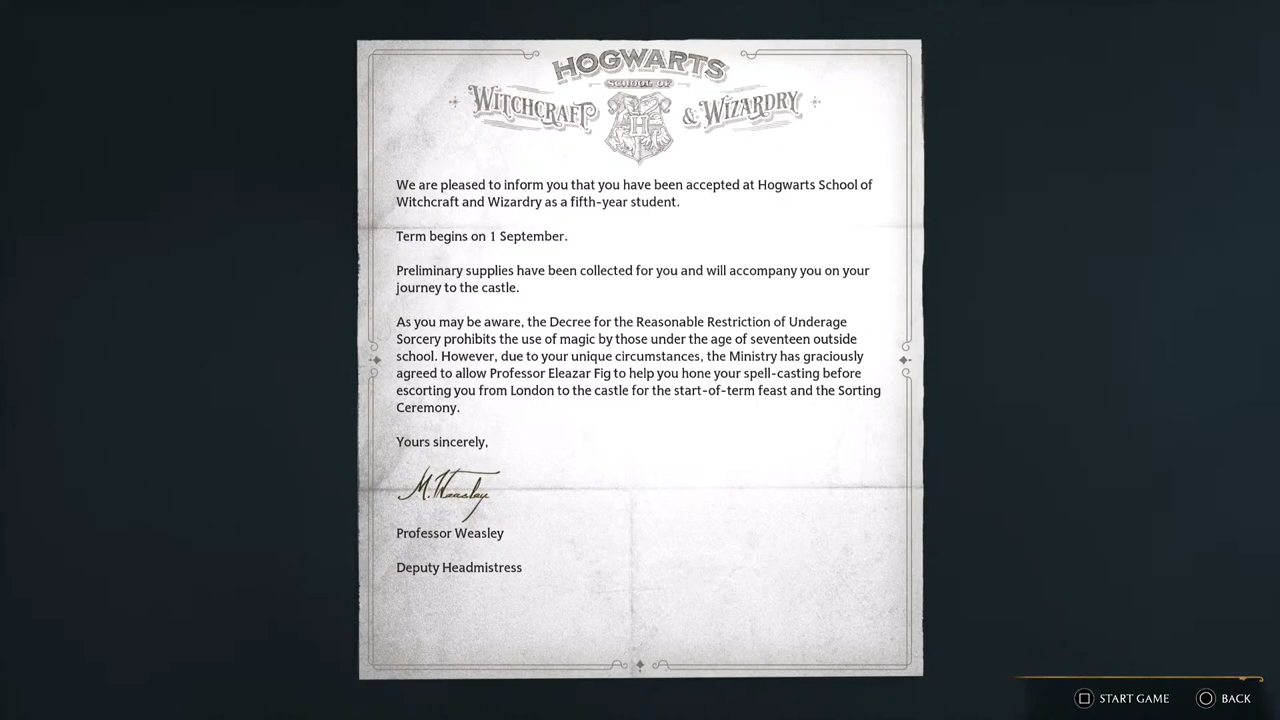 HOGWARTS
SCHOOL OF
WITCHCRAFT & WIZARDRY
H
We are pleased to inform you that you have been accepted at Hogwarts School of
Witchcraft and Wizardry as a fifth-year student.
Term begins on 1 September.
Preliminary supplies have been collected for you and will accompany you on your
journey to the castle.
As you may be aware, the Decree for the Reasonable Restriction of Underage
Sorcery prohibits the use of magic by those under the age of seventeen outside
school. However, due to your unique circumstances, the Ministry has graciously
agreed to allow Professor Eleazar Fig to help you hone your spell-casting before
escorting you from London to the castle for the start-of-term feast and the Sorting
Ceremony.
Yours sincerely,
M. Weasley
Professor Weasley
Deputy Headmistress
START GAME BACK